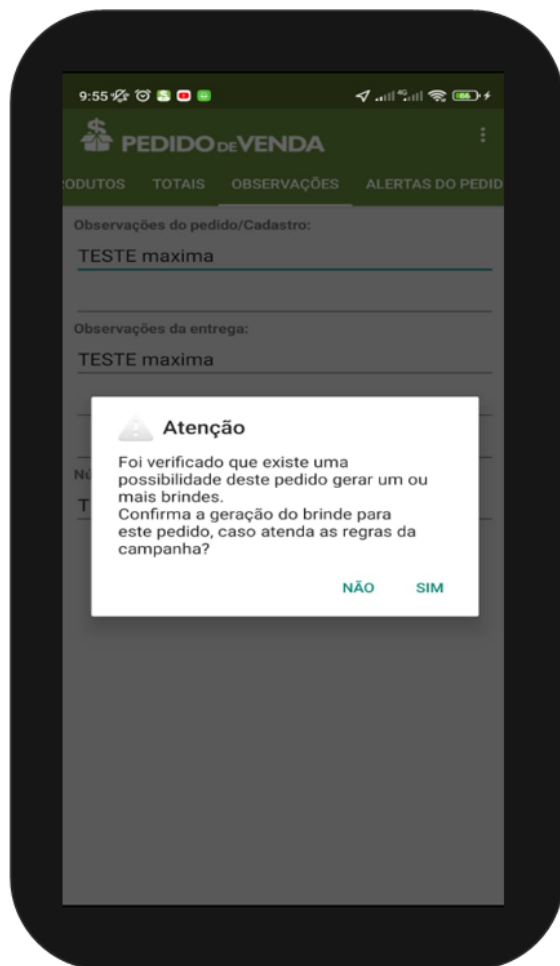 9:55
PEDIDO DE VENDA
RODUTOS TOTAIS OBSERVAÇÕES ALERTAS DO PEDID
Observações do pedido/Cadastro:
TESTE maxima
Observações da entrega:
TESTE maxima
Nú
T
Atenção
Foi verificado que existe uma
possibilidade deste pedido gerar um ou
mais brindes.
Confirma a geração do brinde para
este pedido, caso atenda as regras da
campanha?
NÃO SIM